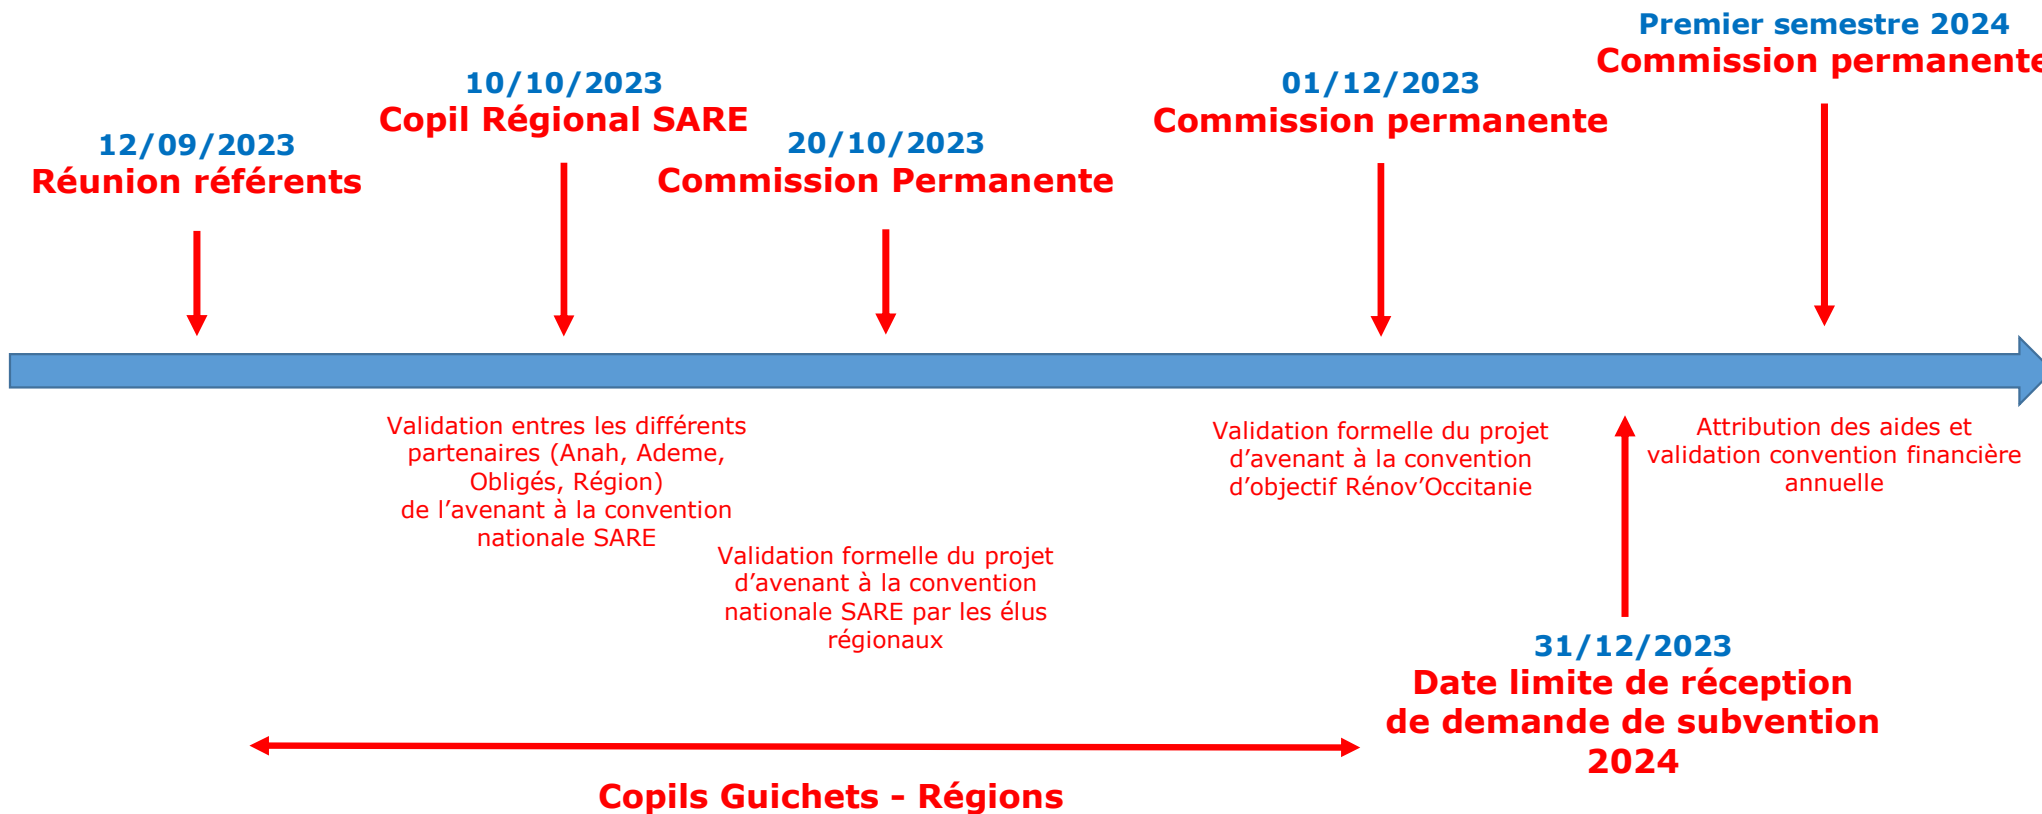 12/09/2023
Réunion référents
10/10/2023
Copil Régional SARE
20/10/2023
Commission Permanente
01/12/2023
Commission permanente
Premier semestre 2024
Commission permanente
Validation entres les différents
partenaires (Anah, Ademe,
Obligés, Région)
de l’avenant à la convention
nationale SARE
Validation formelle du projet
d’avenant à la convention
nationale SARE par les élus
régionaux
Validation formelle du projet
d’avenant à la convention
d’objectif Rénov’Occitanie
Attribution des aides et
validation convention financière
annuelle
31/12/2023
Date limite de réception
de demande de subvention
2024
Copils Guichets – Régions